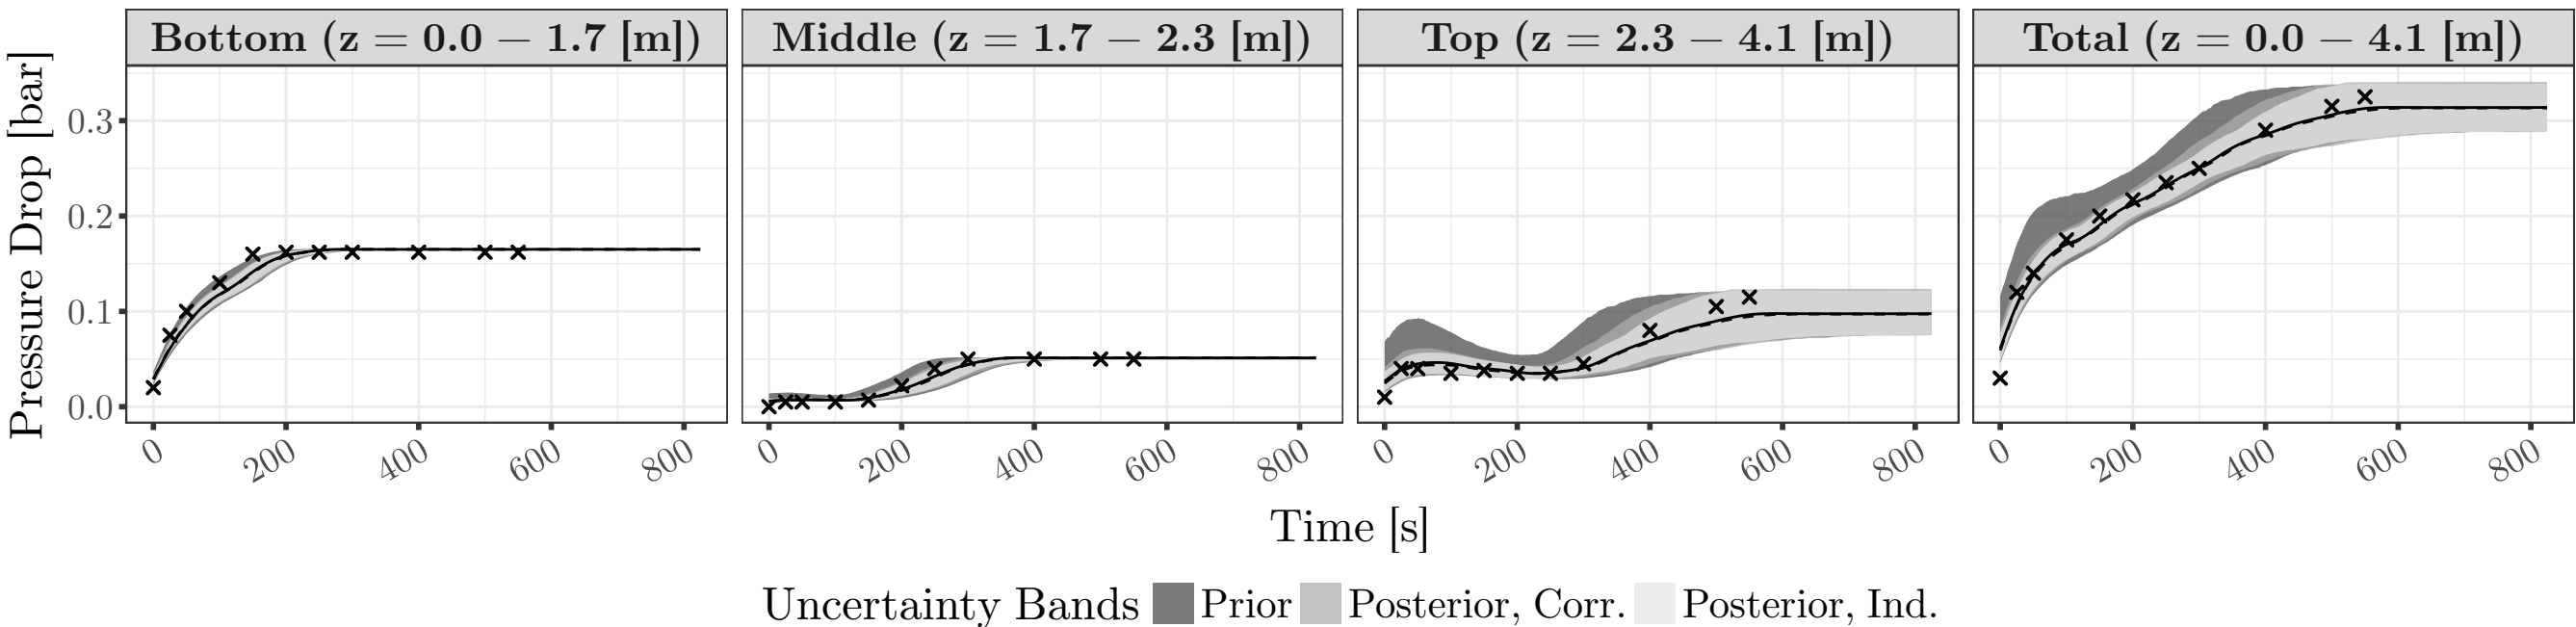 Bottom (z = 0.0 − 1.7 [m])
Middle (z = 1.7 − 2.3 [m])
Top (z = 2.3 − 4.1 [m])
Total (z = 0.0 − 4.1 [m])
Pressure Drop [bar]
0.3
0.2
0.1
0.0
0 200 400 600 800
0 200 400 600 800
0 200 400 600 800
0 200 400 600 800
Time [s]
Uncertainty Bands Prior Posterior, Corr. Posterior, Ind.